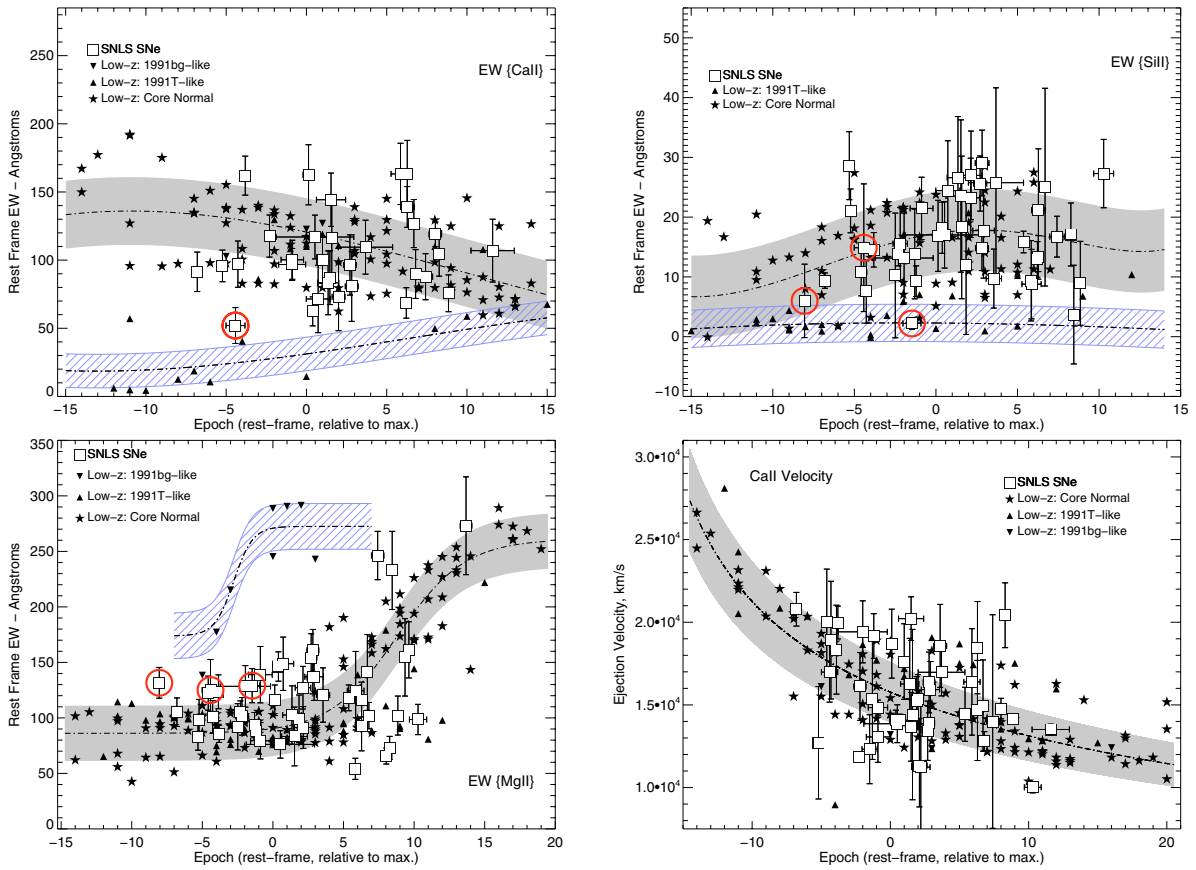 SNLS SNe
Low-z: 1991bg-like
Low-z: 1991T-like
Low-z: Core Normal
EW {CaII}
Rest Frame EW - Angstroms
250
200
150
100
50
0
-15 -10 -5 0 5 10 15
Epoch (rest-frame, relative to max.)
SNLS SNe
Low-z: 1991T-like
Low-z: Core Normal
EW {SiII}
Rest Frame EW - Angstroms
50
40
30
20
10
0
-10
-15 -10 -5 0 5 10 15
Epoch (rest-frame, relative to max.)
SNLS SNe
Low-z: 1991bg-like
Low-z: 1991T-like
Low-z: Core Normal
EW {MgII}
Rest Frame EW - Angstroms
350
300
250
200
150
100
50
0
-15 -10 -5 0 5 10 15 20
Epoch (rest-frame, relative to max.)
CaII Velocity
SNLS SNe
Low-z: Core Normal
Low-z: 1991T-like
Low-z: 1991bg-like
Ejection Velocity, km/s
3.0•10⁴
2.5•10⁴
2.0•10⁴
1.5•10⁴
1.0•10⁴
-10 0 10 20
Epoch (rest-frame, relative to max.)